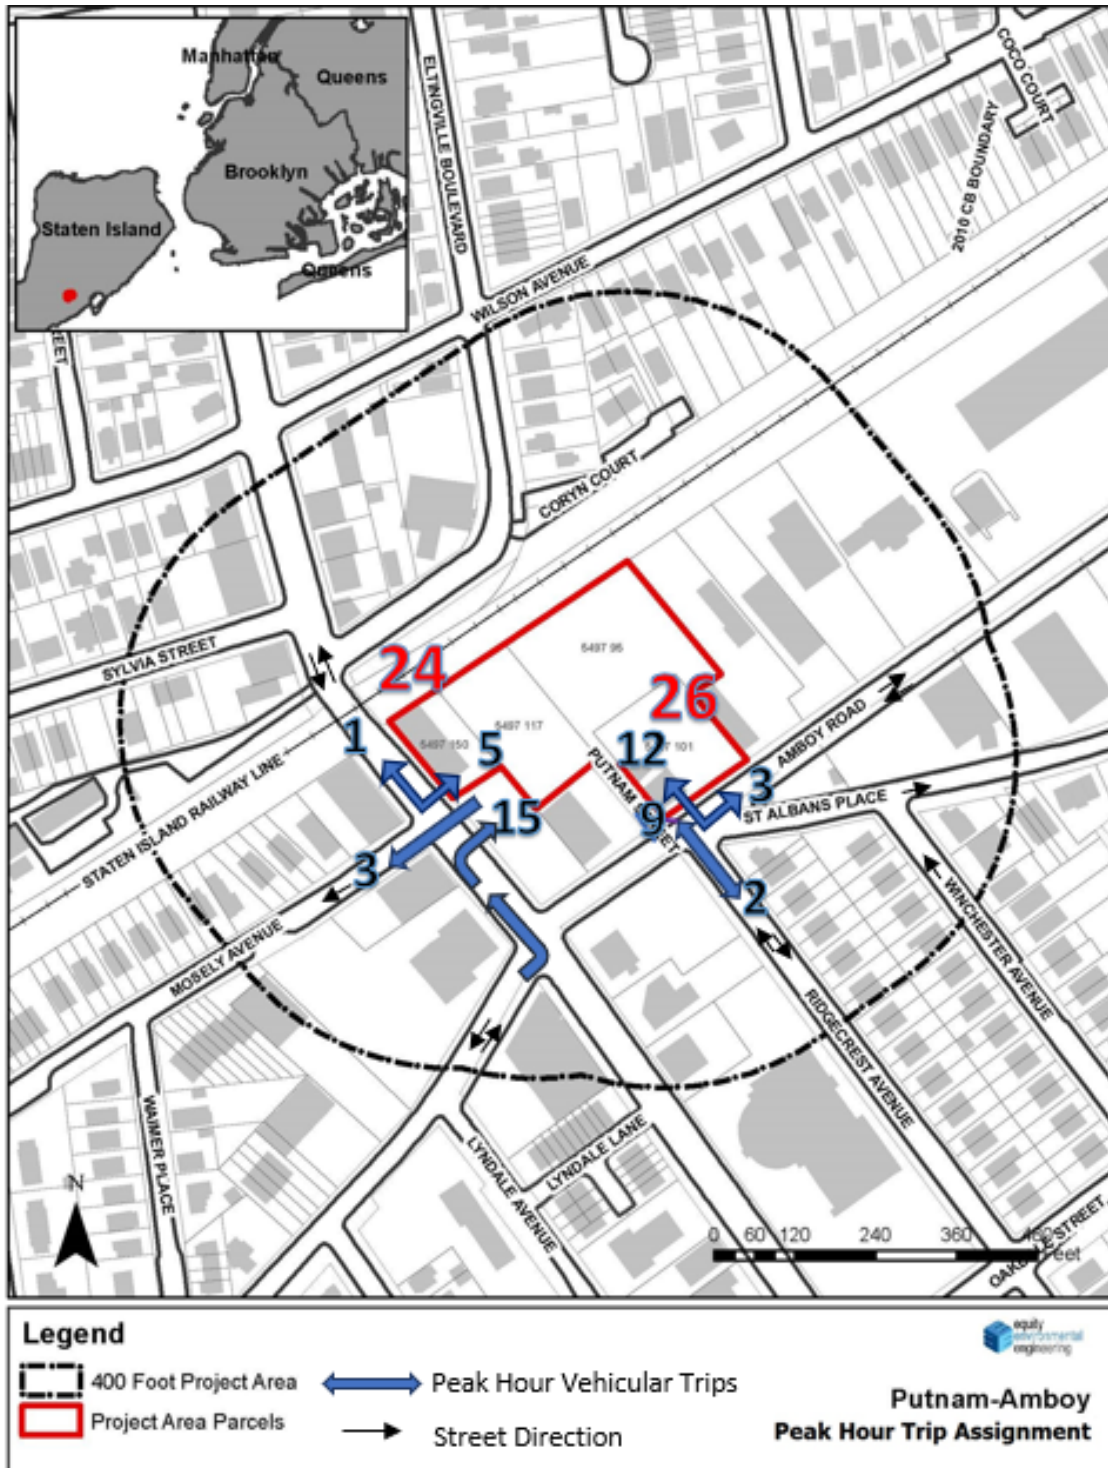 Manhattan
Queens
Brooklyn
Staten Island
Queens
ELTINGVILLE BOULEVARD
COCO COURT
2010 CB BOUNDARY
WILSON AVENUE
CORYN COURT
SYLVIA STREET
24
5497 95
26
STATEN ISLAND RAILWAY LINE
1
5497 150
5497 117
5
12
AMBOY ROAD
PUTNAM
3
ST ALBANS PLACE
15
9
3
2
MOSELY AVENUE
WINCHESTER AVENUE
RIDGECREST AVENUE
WAIMER PLACE
LYNDALE AVENUE
LYNDALE LANE
N
0 60 120 240 360 480
Feet
Legend
400 Foot Project Area
Peak Hour Vehicular Trips
Project Area Parcels
Street Direction
equity
environmental
engineering
Putnam-Amboy
Peak Hour Trip Assignment